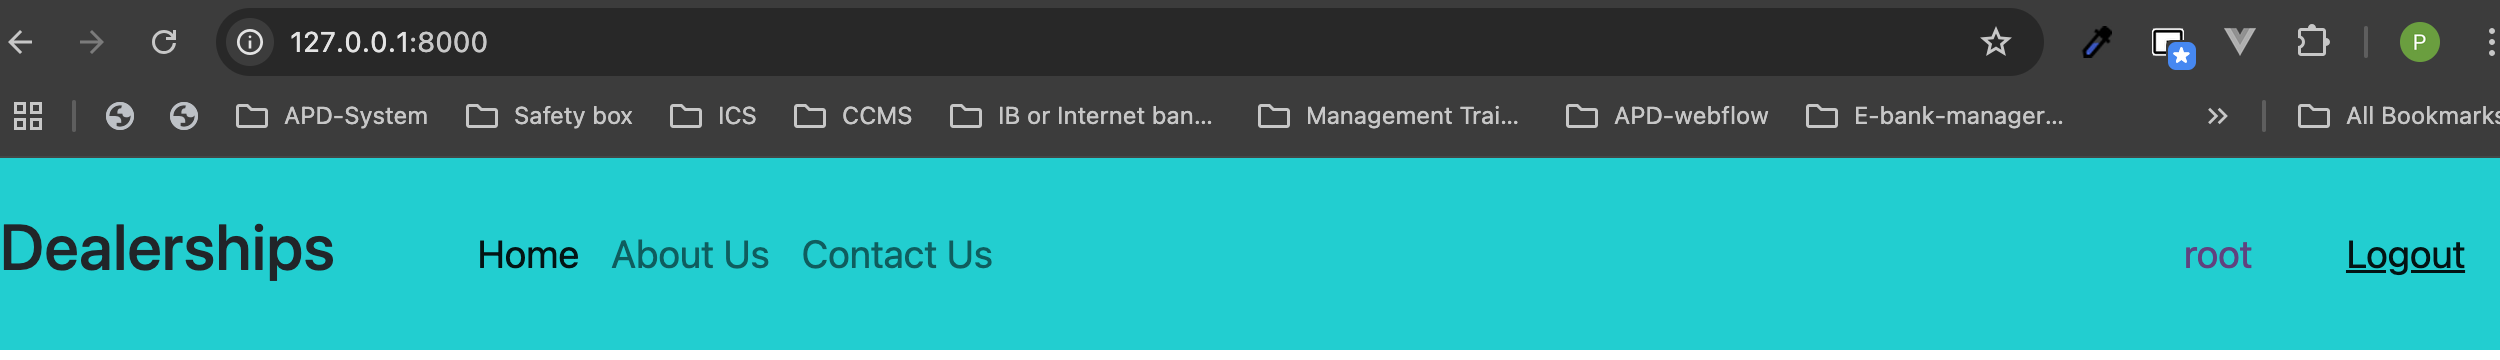 127.0.0.1:8000
P
APD-System Safety box ICS CCMS IB or Internet ban... Management Trai... APD-webflow E-bank-manager... All Bookmarks
Dealerships Home About Us Contact Us root Logout